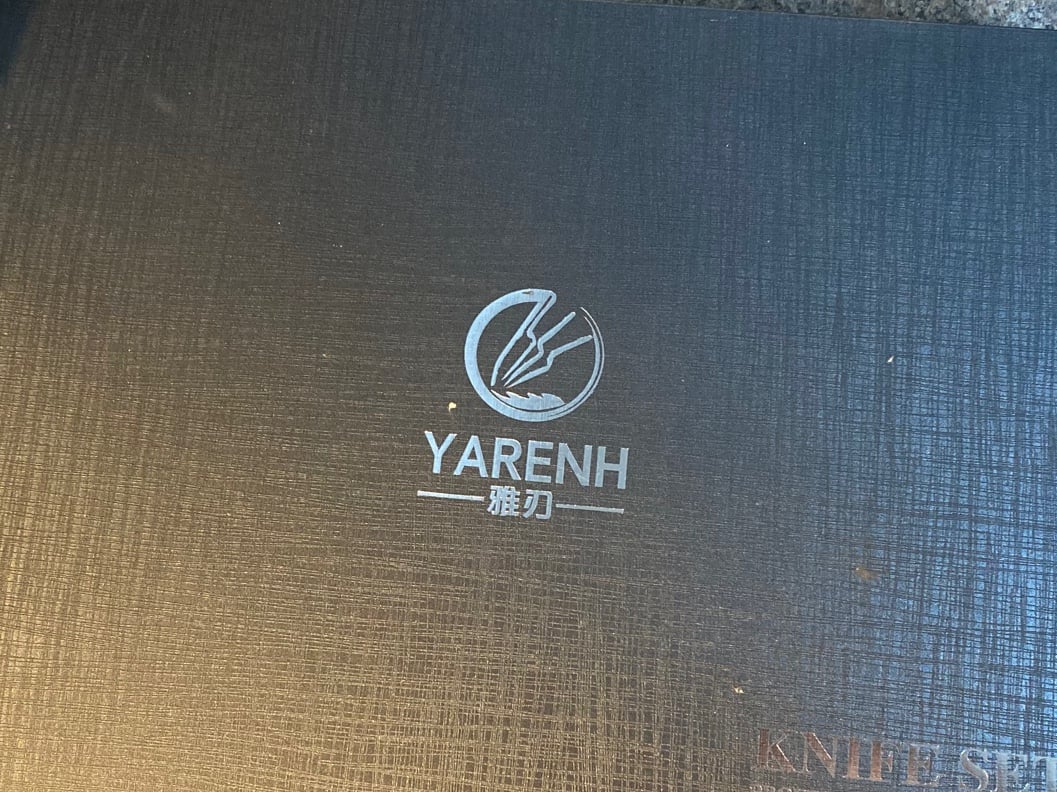 YARENH
雅刃
KNIFE SET